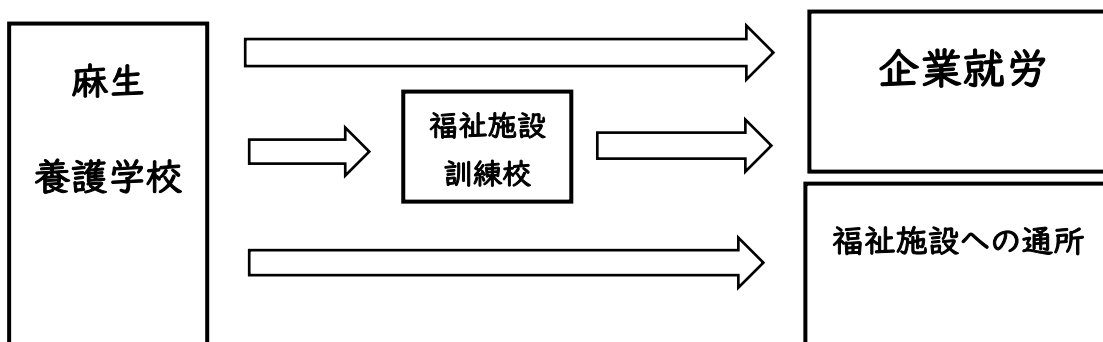 麻生
養護学校
福祉施設
訓練校
企業就労
福祉施設への通所